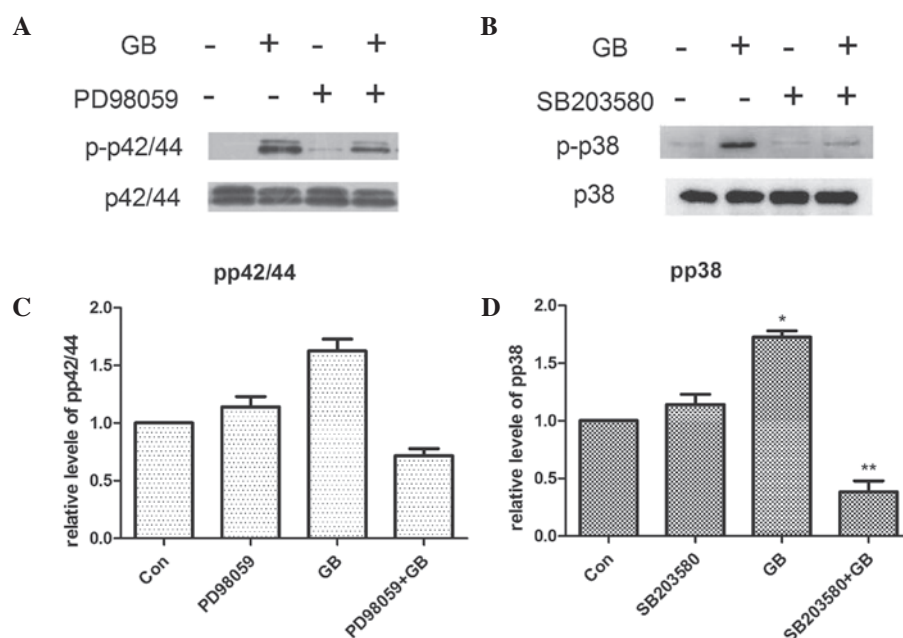 A
GB - + - +
PD98059 - - + +
p-p42/44
p42/44
B
GB - + - +
SB203580 - - + +
p-p38
p38
C
pp42/44
relative levele of pp42/44
2.0
1.5
1.0
0.5
0.0
Con
PD98059
GB
PD98059+GB
D
pp38
relative levele of pp38
2.0
1.5
1.0
0.5
0.0
*
**
Con
SB203580
GB
SB203580+GB